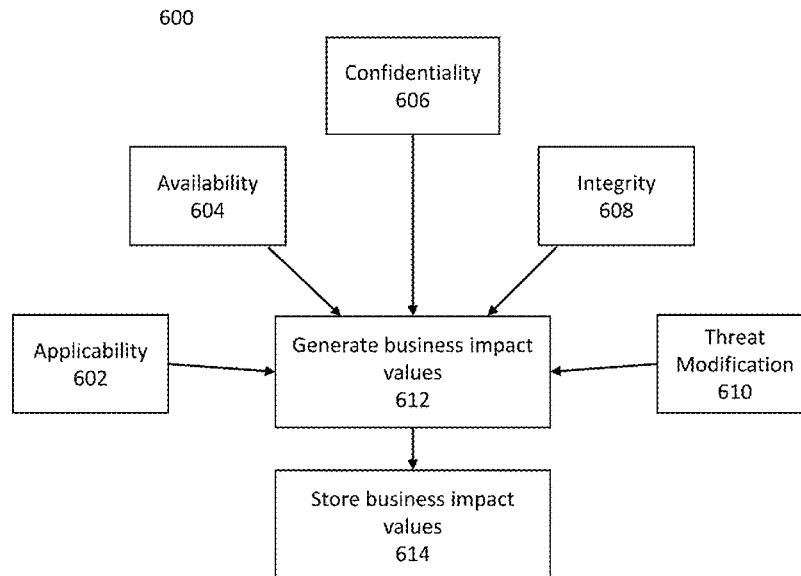 600
Confidentiality
606
Availability
604
Integrity
608
Applicability
602
Generate business impact
values
612
Threat
Modification
610
Store business impact
values
614